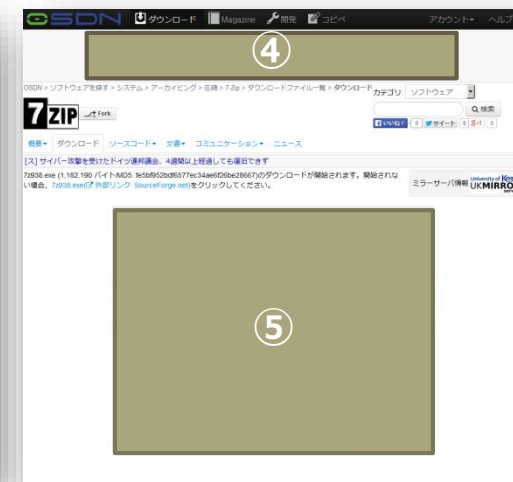 OSDN ダウンロード Magazine 開発 コピペ アカウント▾ ヘルプ
④
OSDN > ソフトウェアを探す > システム > アーカイビング > 圧縮 > 7-Zip > ダウンロードファイル一覧 > ダウンロード
カテゴリ ソフトウェア
7 ZIP Fork
検索
いいね! 0 ツイート 0 g+1 0
概要▾ ダウンロード ソースコード▾ 文書▾ コミュニケーション▾ ニュース
[ス] サイバー攻撃を受けたドイツ連邦議会、4週間以上経過しても復旧できず
7z938.exe (1,182,190 バイト/MD5: fe5bf952bdf6577ec34ae6f26be28667)のダウンロードが開始されます。開始されな
い場合、7z938.exe( 外部リンク SourceForge.net)をクリックしてください。
ミラーサーバ情報 University of Ken
UKMIRRO
⑤